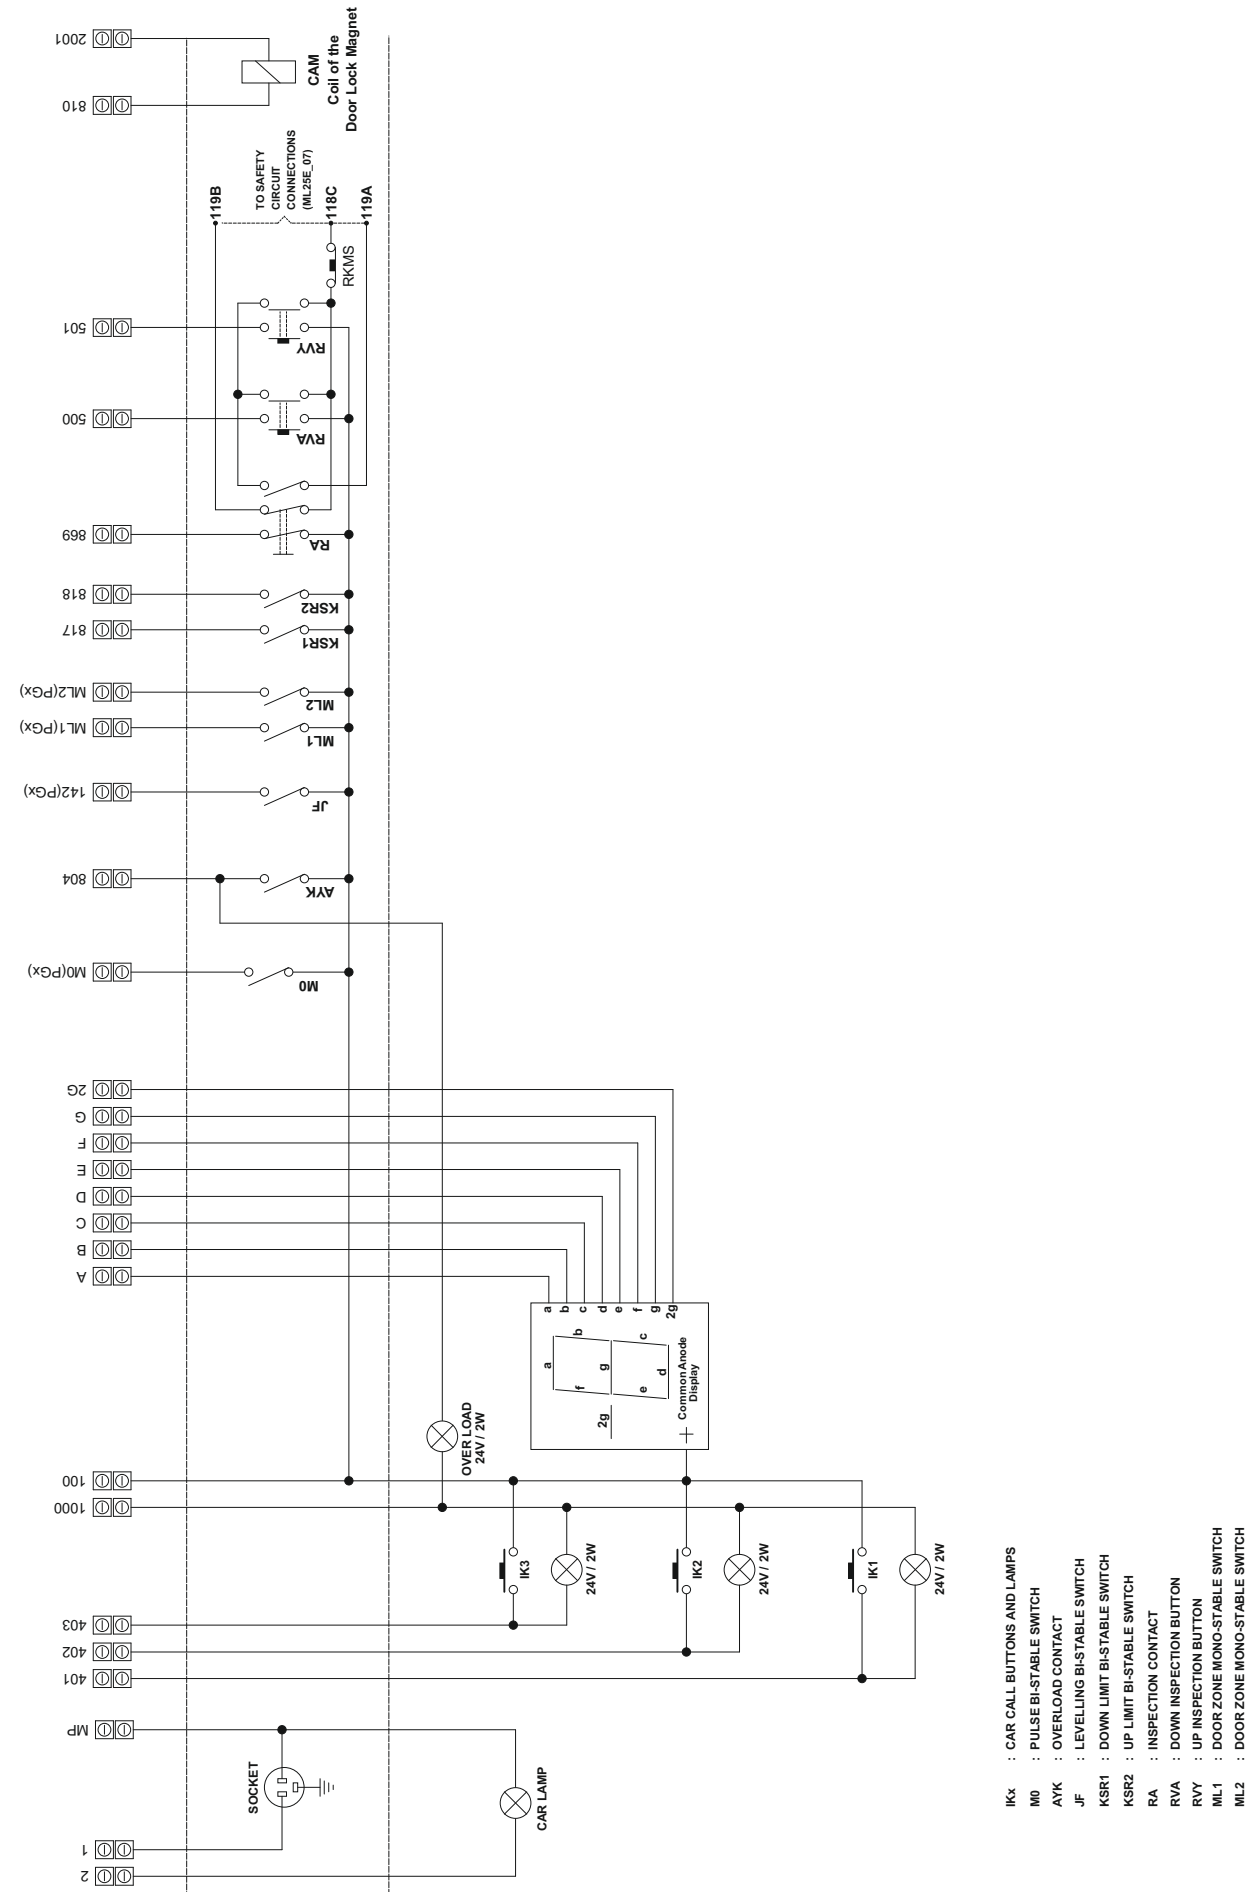 2001
810
CAM
Coil of the
Door Lock Magnet
119B
TO SAFETY
CIRCUIT
CONNECTIONS
(ML25E_07)
118C
119A
RKMS
501
RVY
500
RVA
869
RA
818
KSR2
817
KSR1
ML2(PGx)
ML2
ML1(PGx)
ML1
142(PGx)
JF
804
AYK
M0(PGx)
M0
2G
G
F
E
D
C
B
A
a
b
c
d
e
f
g
2g
a
b
c
d
e
f
g
2g
+
Common Anode
Display
OVER LOAD
24V / 2W
100
1000
IK3
24V / 2W
IK2
24V / 2W
IK1
24V / 2W
403
402
401
MP
SOCKET
CAR LAMP
1
2
IKx : CAR CALL BUTTONS AND LAMPS
M0 : PULSE BI-STABLE SWITCH
AYK : OVERLOAD CONTACT
JF : LEVELLING BI-STABLE SWITCH
KSR1 : DOWN LIMIT BI-STABLE SWITCH
KSR2 : UP LIMIT BI-STABLE SWITCH
RA : INSPECTION CONTACT
RVA : DOWN INSPECTION BUTTON
RVY : UP INSPECTION BUTTON
ML1 : DOOR ZONE MONO-STABLE SWITCH
ML2 : DOOR ZONE MONO-STABLE SWITCH